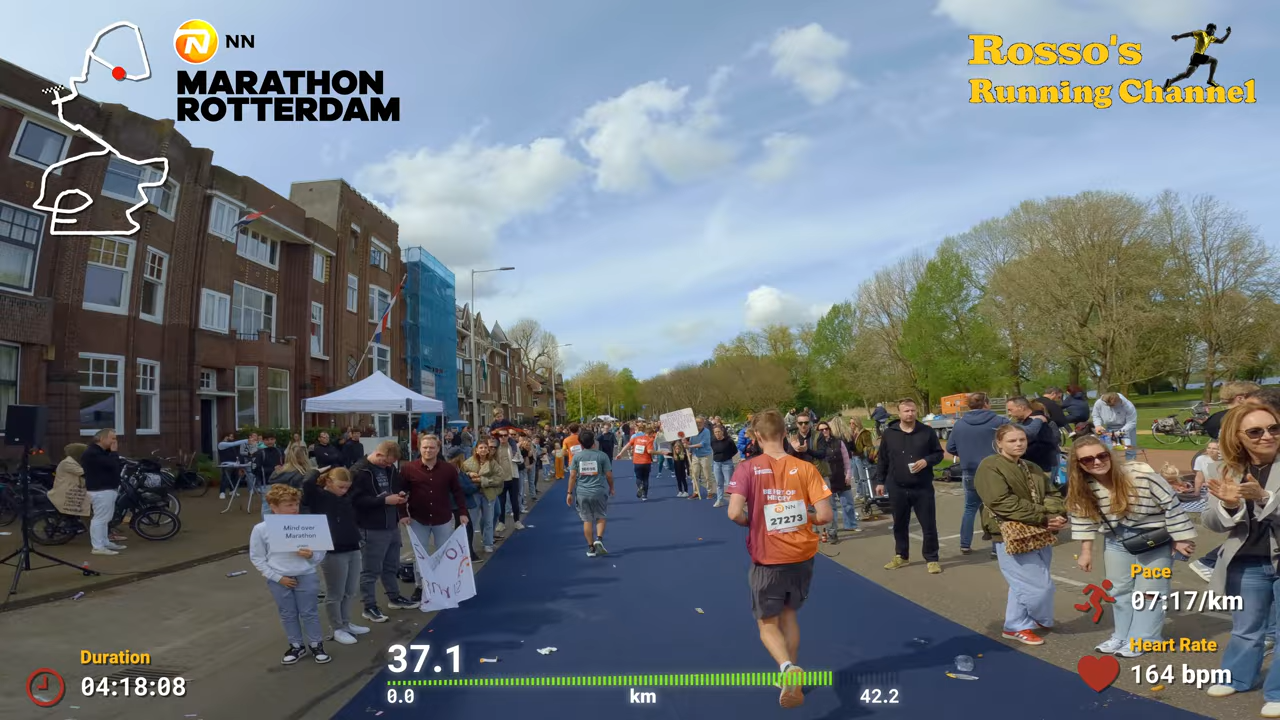 NN
MARATHON
ROTTERDAM
Rosso's
Running Channel
Mind over
Marathon
NN
27273
Pace
07:17/km
Heart Rate
164 bpm
Duration
04:18:08
37.1
0.0
km
42.2